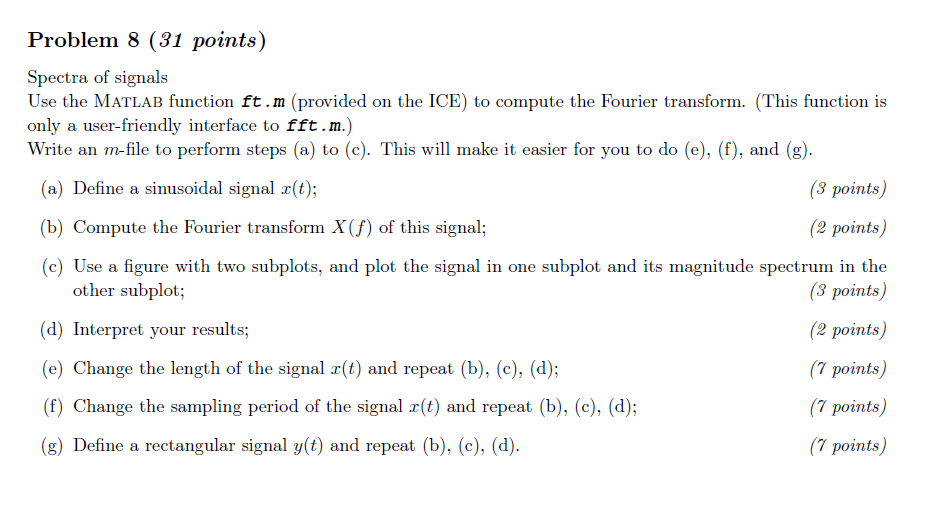 Problem 8 (31 points)
Spectra of signals
Use the MATLAB function ft.m (provided on the ICE) to compute the Fourier transform. (This function is
only a user-friendly interface to fft.m.)
Write an m-file to perform steps (a) to (c). This will make it easier for you to do (e), (f), and (g).
(a) Define a sinusoidal signal x(t); (3 points)
(b) Compute the Fourier transform X(f) of this signal; (2 points)
(c) Use a figure with two subplots, and plot the signal in one subplot and its magnitude spectrum in the
other subplot; (3 points)
(d) Interpret your results; (2 points)
(e) Change the length of the signal x(t) and repeat (b), (c), (d); (7 points)
(f) Change the sampling period of the signal x(t) and repeat (b), (c), (d); (7 points)
(g) Define a rectangular signal y(t) and repeat (b), (c), (d). (7 points)